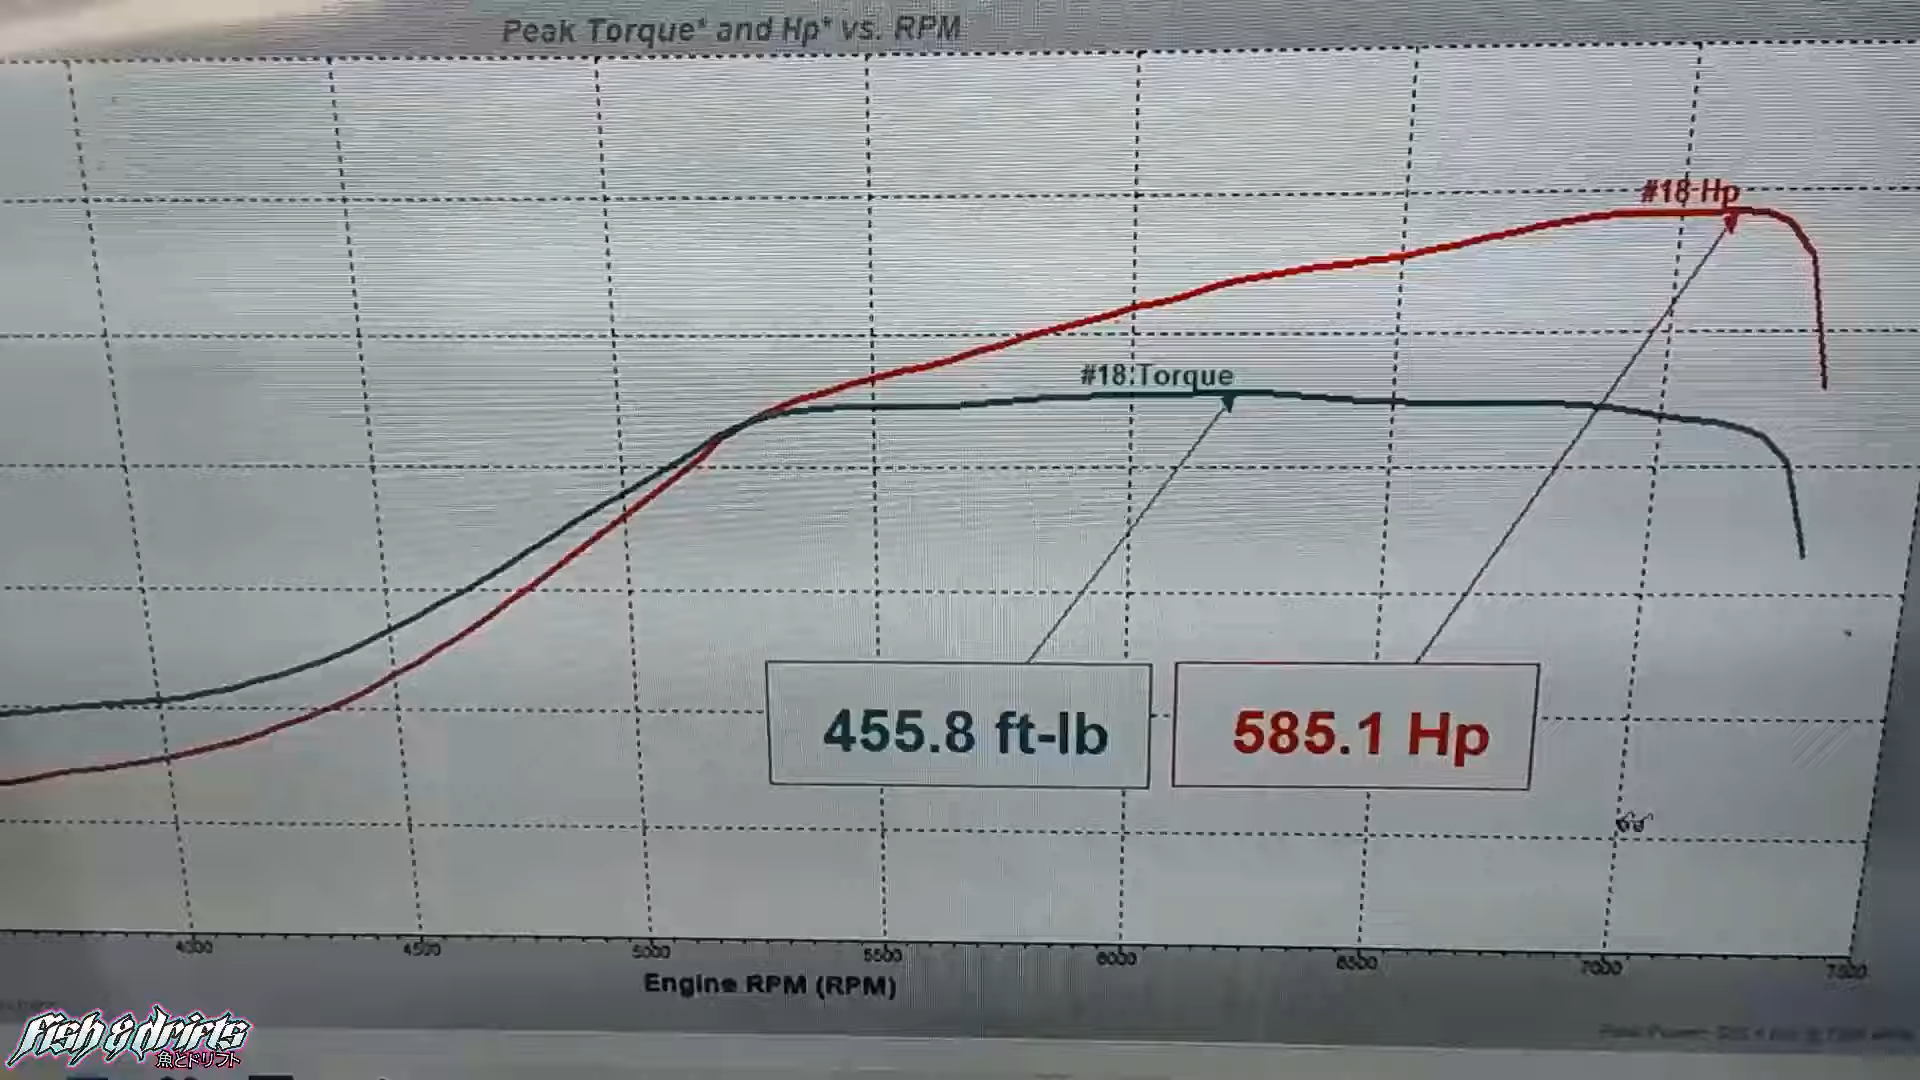 Peak Torque* and Hp* vs. RPM
#18 Hp
#18 Torque
455.8 ft-lb
585.1 Hp
4000
4500
5000
5500
6000
6500
7000
7500
Engine RPM (RPM)
fish & drifts
魚とドリフト